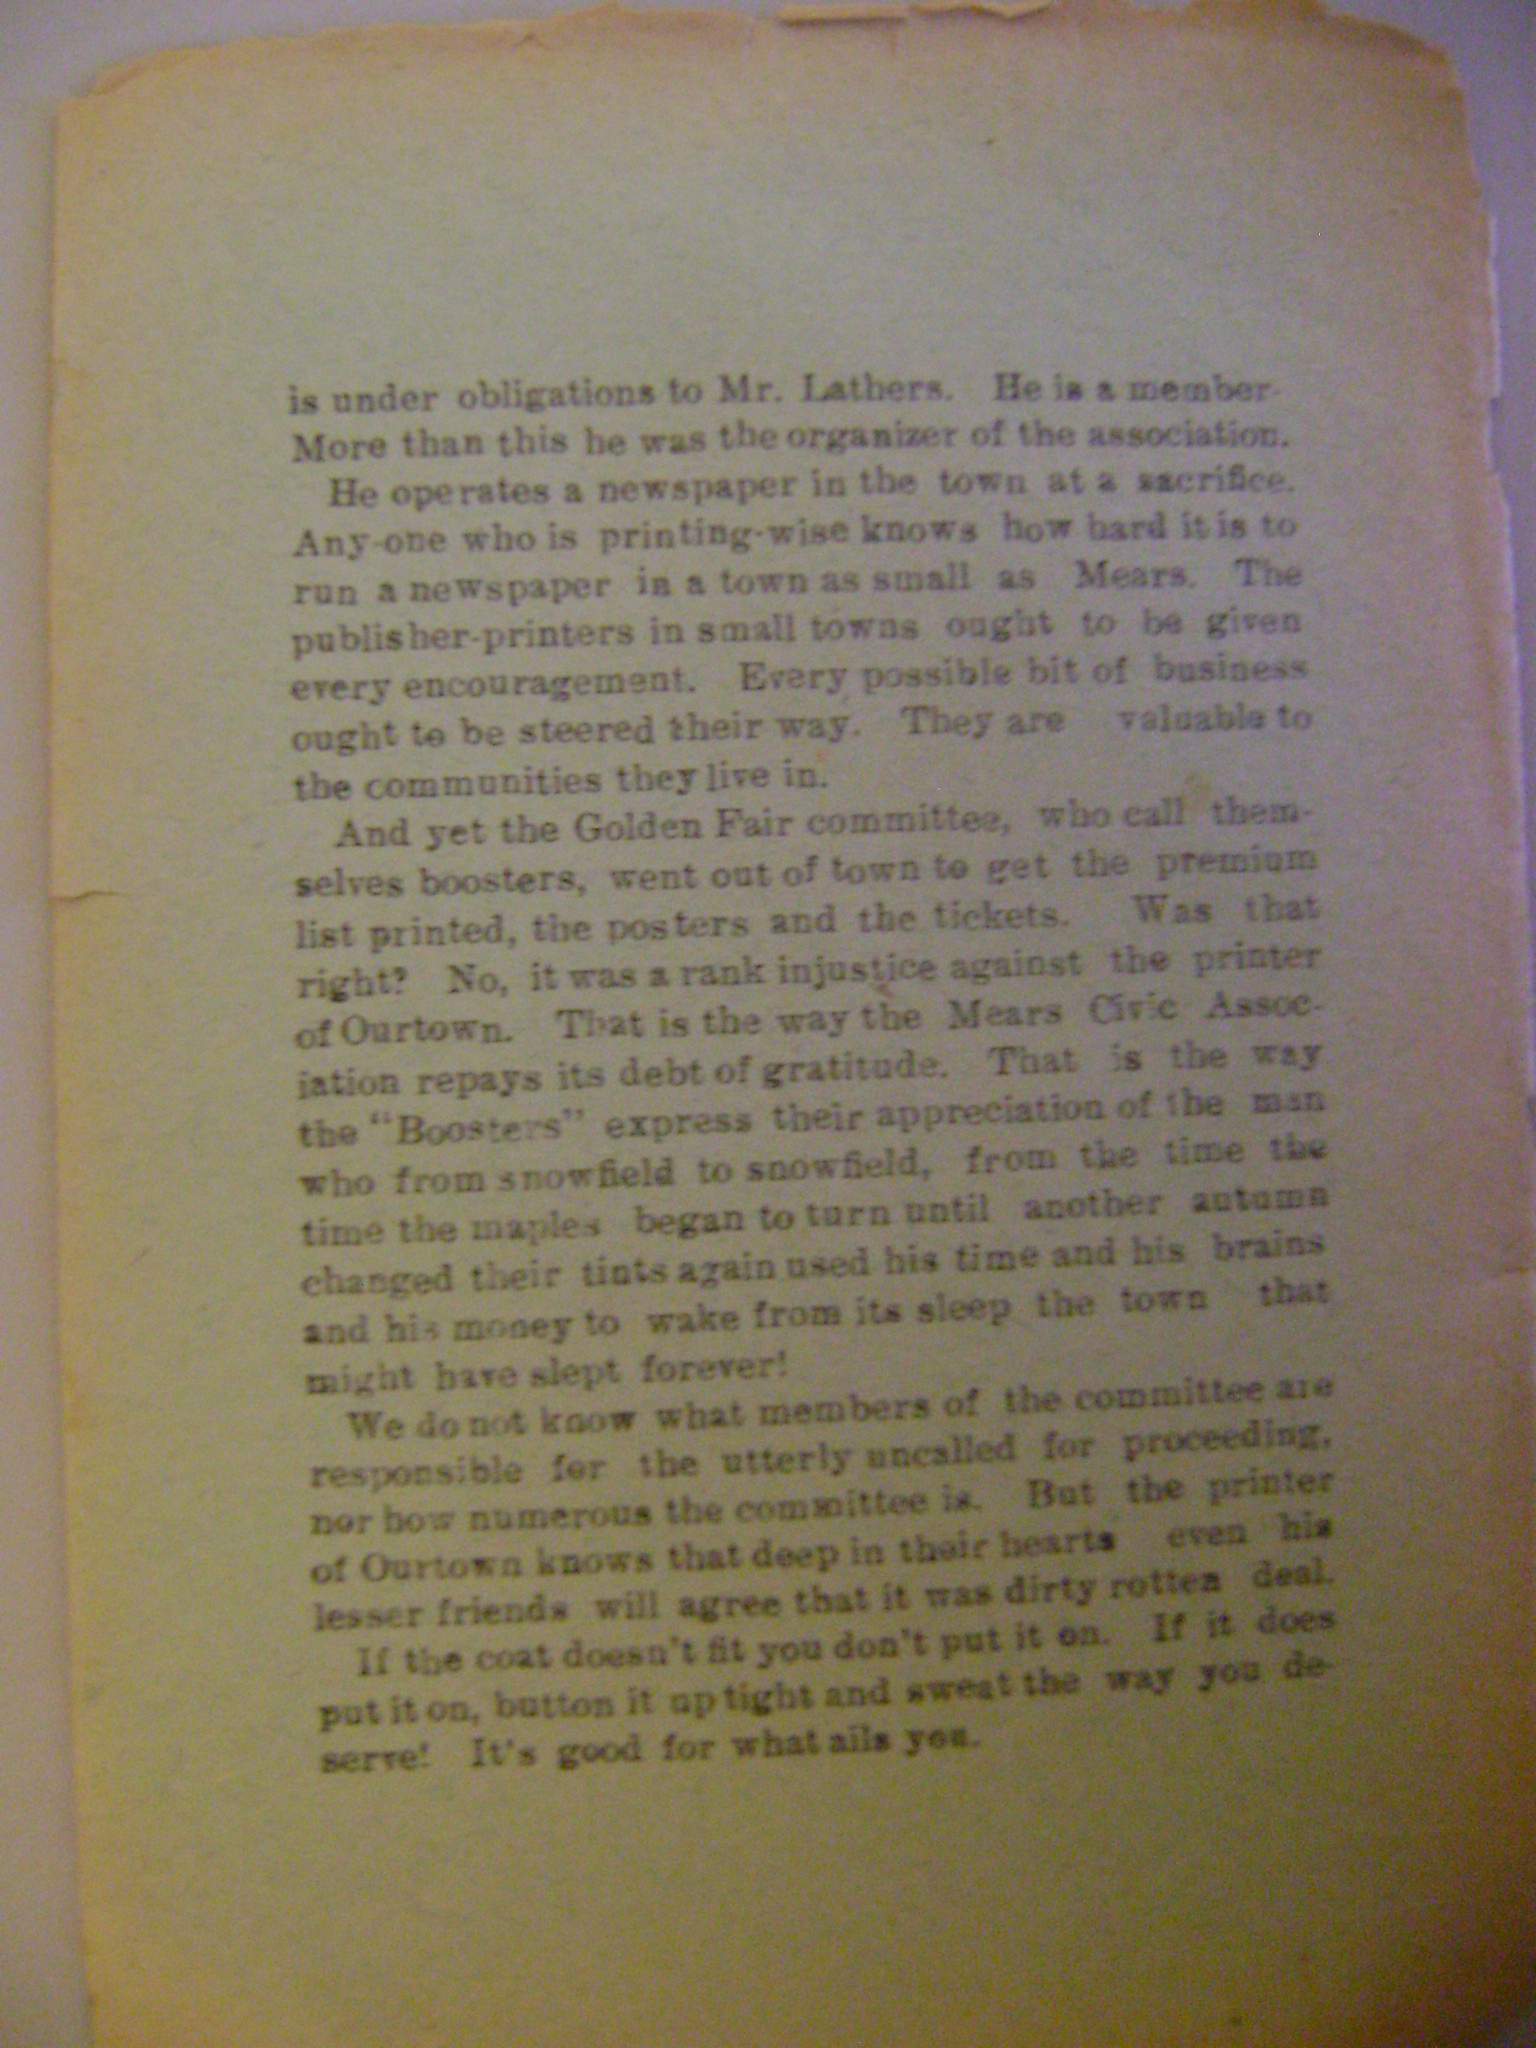 is under obligations to Mr. Lathers. He is a member.
More than this he was the organizer of the association.
He operates a newspaper in the town at a sacrifice.
Any-one who is printing-wise knows how hard it is to
run a newspaper in a town as small as Mears. The
publisher-printers in small towns ought to be given
every encouragement. Every possible bit of business
ought to be steered their way. They are valuable to
the communities they live in.
And yet the Golden Fair committee, who call them-
selves boosters, went out of town to get the premium
list printed, the posters and the tickets. Was that
right? No, it was a rank injustice against the printer
of Ourtown. That is the way the Mears Civic Assoc-
iation repays its debt of gratitude. That is the way
the "Boosters" express their appreciation of the man
who from snowfield to snowfield, from the time the
time the maples began to turn until another autumn
changed their tints again used his time and his brains
and his money to wake from its sleep the town that
might have slept forever!
We do not know what members of the committee are
responsible for the utterly uncalled for proceeding,
nor how numerous the committee is. But the printer
of Ourtown knows that deep in their hearts even his
lesser friends will agree that it was dirty rotten deal.
If the coat doesn't fit you don't put it on. If it does
put it on, button it up tight and sweat the way you de-
serve! It's good for what ails you.